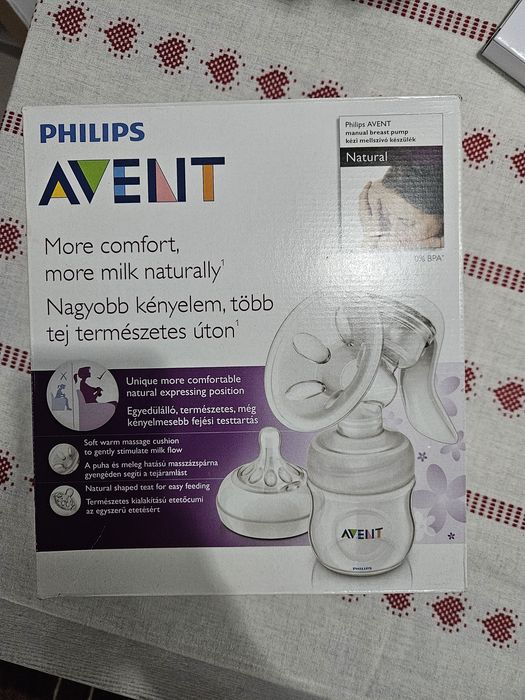 PHILIPS
AVENT
Philips AVENT
manual breast pump
kézi mellszívó készülék
Natural
0% BPA*
More comfort,
more milk naturally¹
Nagyobb kényelem, több
tej természetes úton¹
Unique more comfortable
natural expressing position
Egyedülálló, természetes, még
kényelmesebb fejési testtartás
Soft warm massage cushion
to gently stimulate milk flow
A puha és meleg hatású masszázspárna
gyengéden segíti a tejáramlást
Natural shaped teat for easy feeding
Természetes kialakítású etetőcumi
az egyszerű etetésért
AVENT
PHILIPS